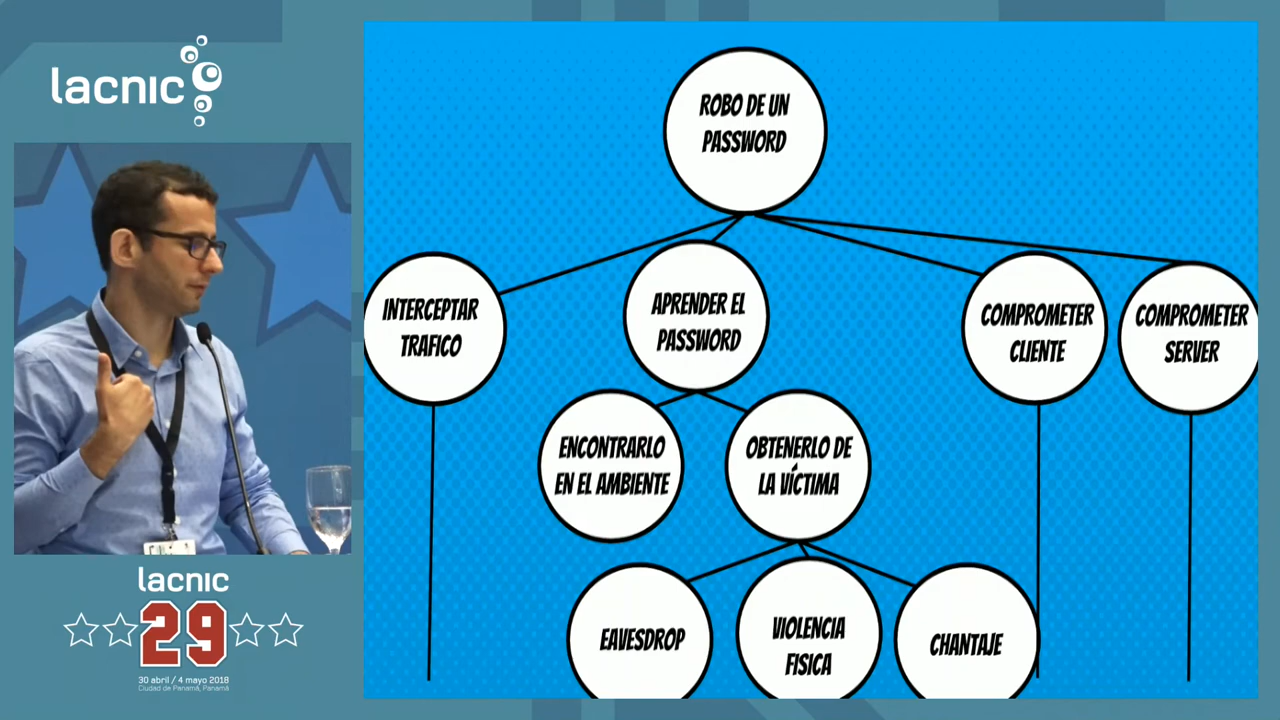 lacnic
ROBO DE UN
PASSWORD
INTERCEPTAR
TRAFICO
APRENDER EL
PASSWORD
COMPROMETER
CLIENTE
COMPROMETER
SERVER
ENCONTRARLO
EN EL AMBIENTE
OBTENERLO DE
LA VÍCTIMA
EAVESDROP
VIOLENCIA
FISICA
CHANTAJE
lacnic
29
30 abril / 4 mayo 2018
Ciudad de Panamá, Panamá